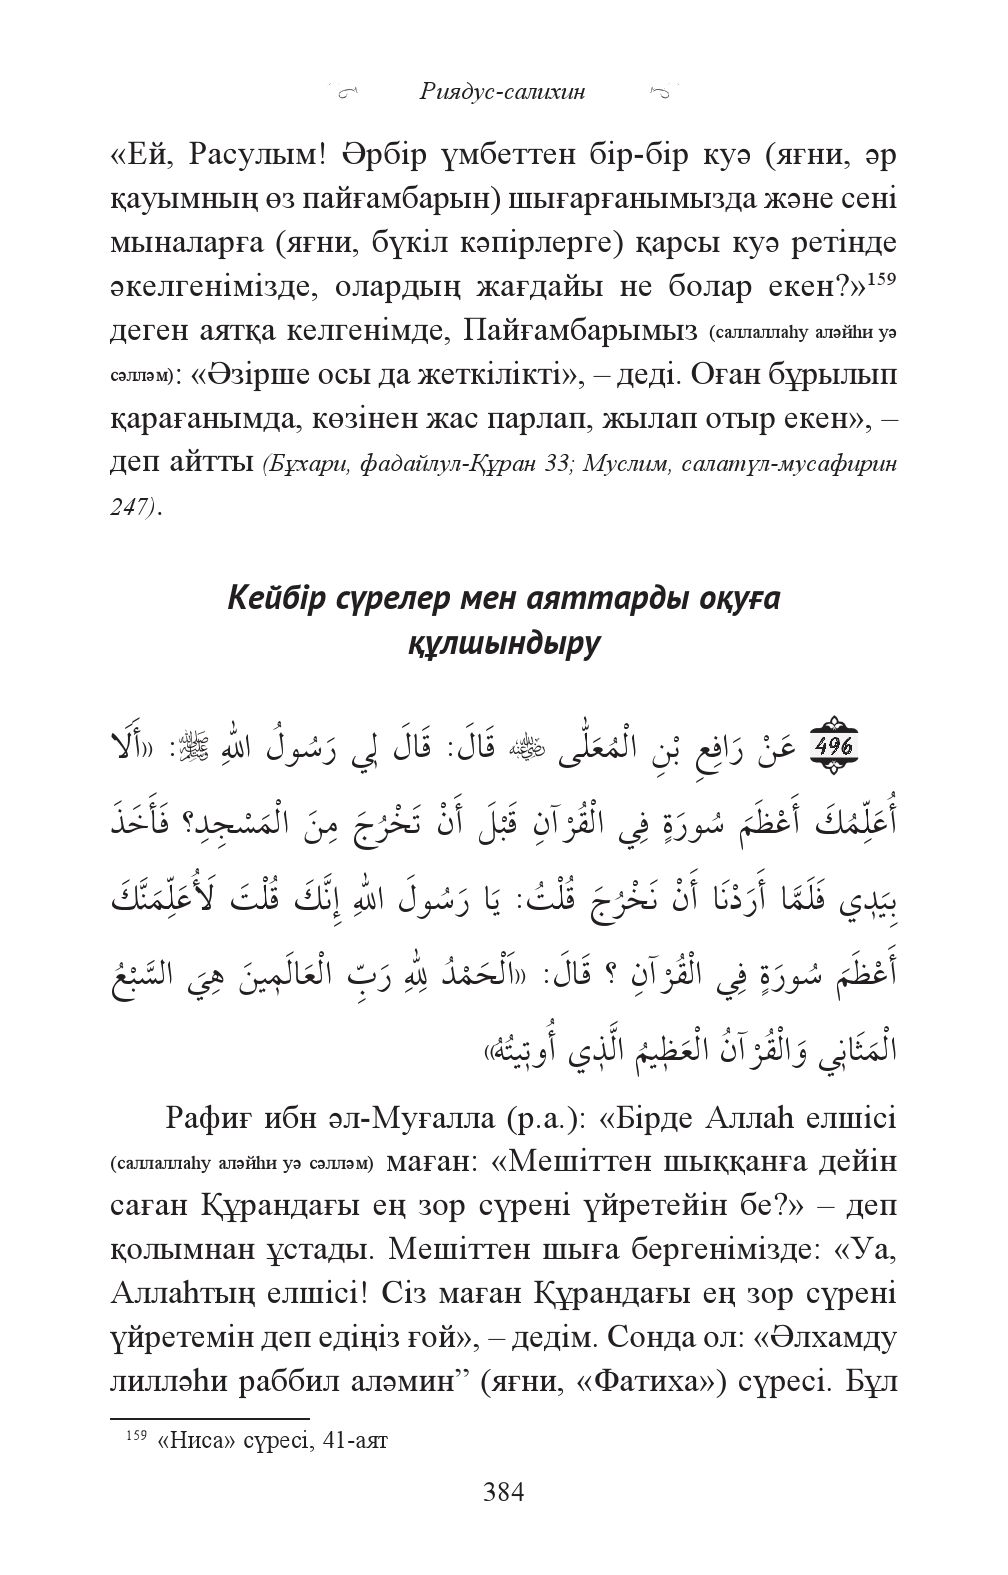 Риядус-салихин
«Ей, Расулым! Әрбір үмбеттен бір-бір куә (яғни, әр
қауымның өз пайғамбарын) шығарғанымызда және сені
мыналарға (яғни, бүкіл кәпірлерге) қарсы куә ретінде
әкелгенімізде, олардың жағдайы не болар екен?»159
деген аятқа келгенімде, Пайғамбарымыз (саллаллаһу аләйһи уә
сәлләм): «Әзірше осы да жеткілікті», – деді. Оған бұрылып
қарағанымда, көзінен жас парлап, жылап отыр екен», –
деп айтты (Бұхари, фадайлул-Құран 33; Муслим, салатүл-мусафирин
247).
Кейбір сүрелер мен аяттарды оқуға
құлшындыру
496 عَنْ رَافِعِ بْنِ الْمُعَلَّى ﵁ قَالَ: قَالَ لِي رَسُولُ اللهِ ﷺ: «أَلَا
أُعَلِّمُكَ أَعْظَمَ سُورَةٍ فِي الْقُرْآنِ قَبْلَ أَنْ تَخْرُجَ مِنَ الْمَسْجِدِ؟ فَأَخَذَ
بِيَدِي فَلَمَّا أَرَدْنَا أَنْ نَخْرُجَ قُلْتُ: يَا رَسُولَ اللهِ إِنَّكَ قُلْتَ لَأُعَلِّمَنَّكَ
أَعْظَمَ سُورَةٍ فِي الْقُرْآنِ ؟ قَالَ: «اَلْحَمْدُ لِلهِ رَبِّ الْعَالَمِينَ هِيَ السَّبْعُ
الْمَثَانِي وَالْقُرْآنُ الْعَظِيمُ الَّذِي أُوتِيتُهُ»
Рафиғ ибн әл-Муғалла (р.а.): «Бірде Аллаһ елшісі
(саллаллаһу аләйһи уә сәлләм) маған: «Мешіттен шыққанға дейін
саған Құрандағы ең зор сүрені үйретейін бе?» – деп
қолымнан ұстады. Мешіттен шыға бергенімізде: «Уа,
Аллаһтың елшісі! Сіз маған Құрандағы ең зор сүрені
үйретемін деп едіңіз ғой», – дедім. Сонда ол: «Әлхамду
лилләһи раббил аләмин” (яғни, «Фатиха») сүресі. Бұл
159 «Ниса» сүресі, 41-аят
384